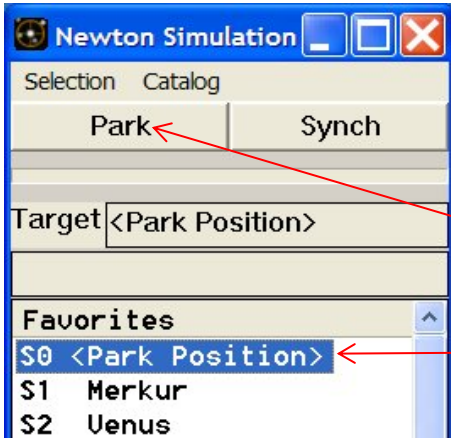 Newton Simulation
Selection Catalog
Park Synch
Target <Park Position>
Favorites
S0 <Park Position>
S1 Merkur
S2 Venus